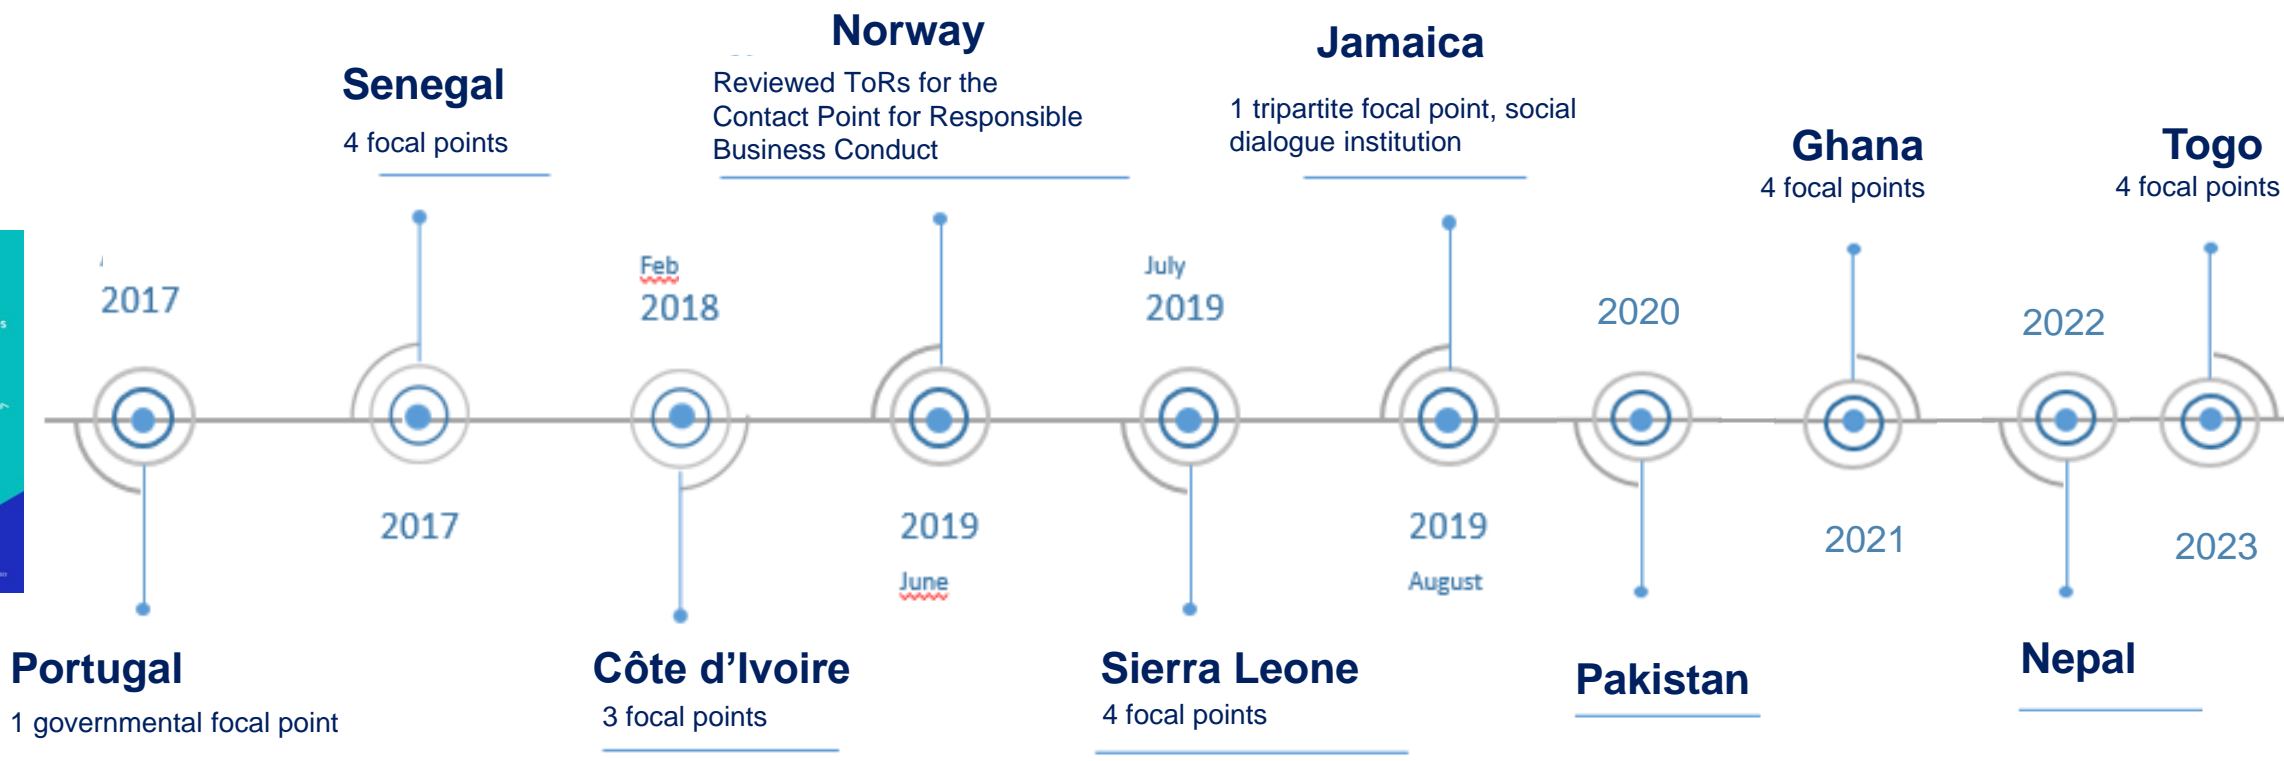 Norway
Reviewed ToRs for the
Contact Point for Responsible
Business Conduct
Jamaica
1 tripartite focal point, social
dialogue institution
Senegal
4 focal points
Ghana
4 focal points
Togo
4 focal points
2017
Feb
2018
July
2019
2020
2022
2017
2019
June
2019
August
2021
2023
Portugal
1 governmental focal point
Côte d’Ivoire
3 focal points
Sierra Leone
4 focal points
Pakistan
Nepal